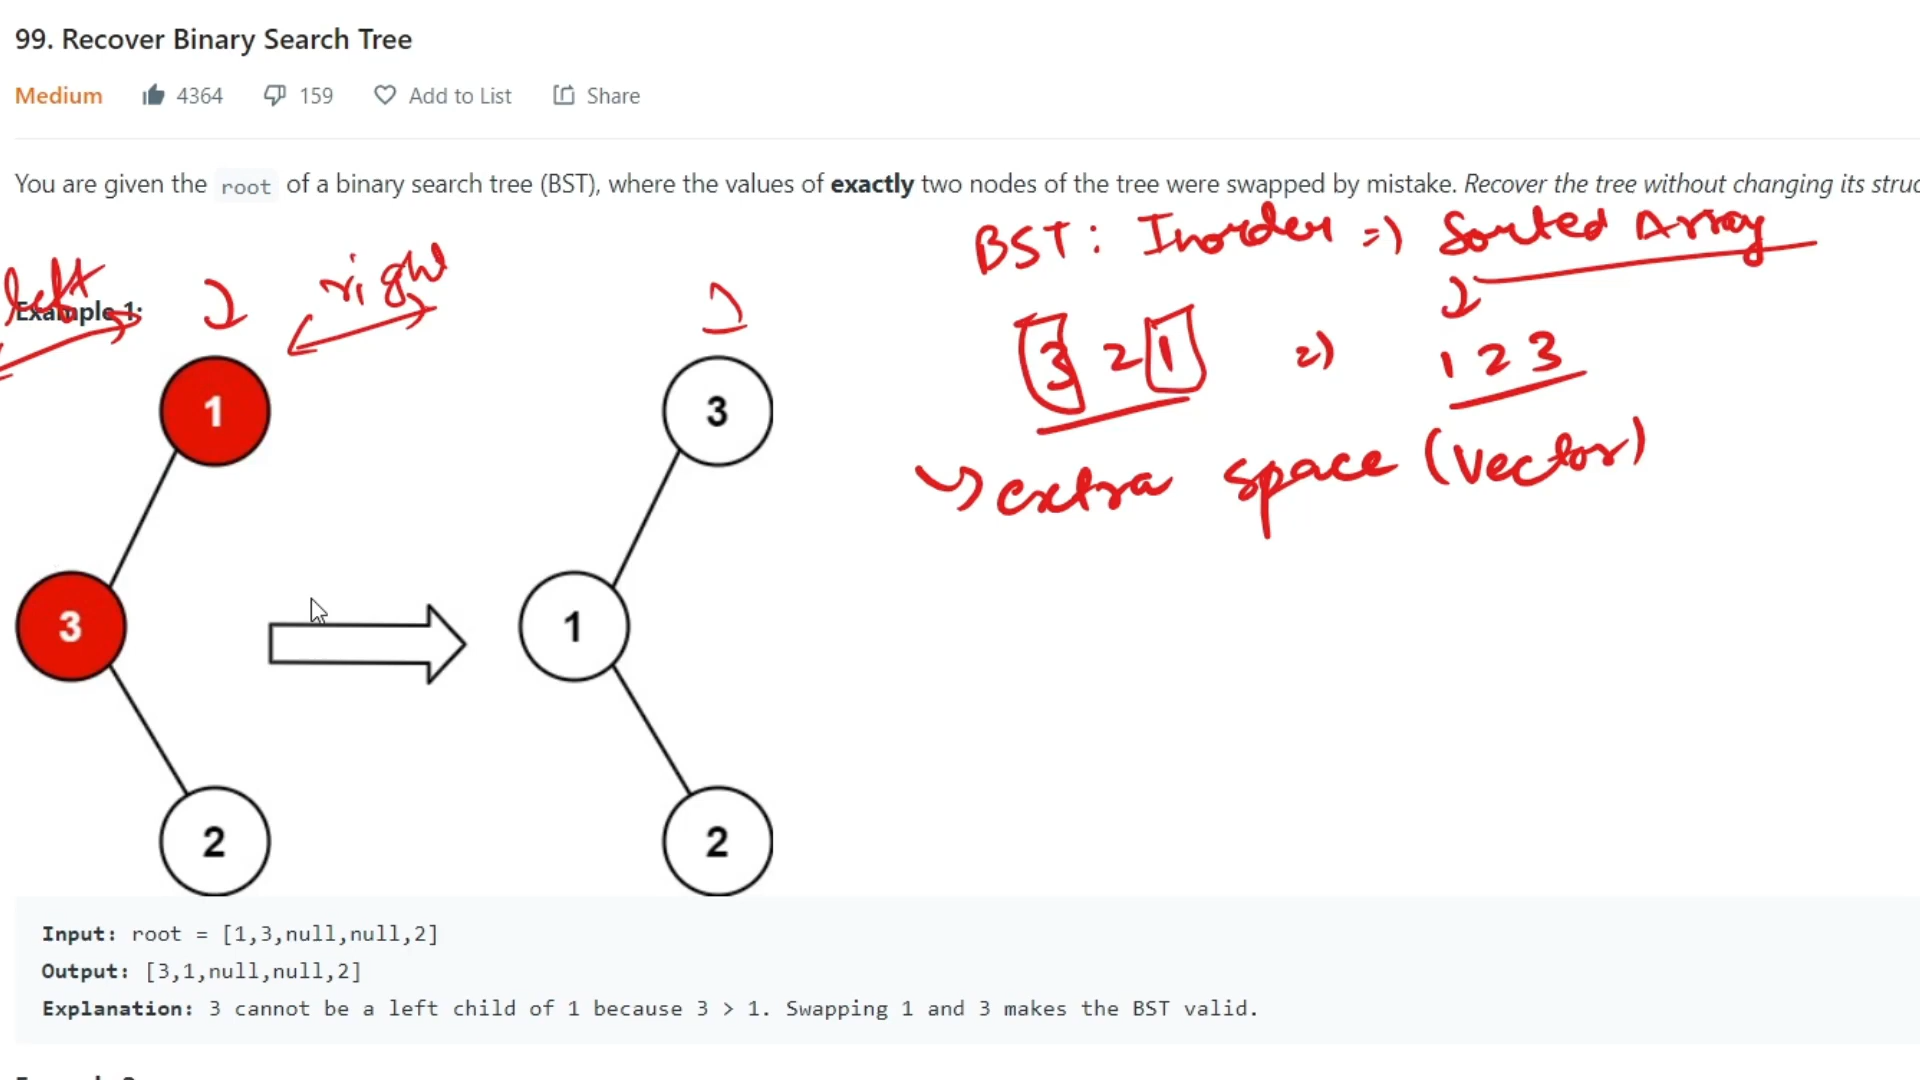 99. Recover Binary Search Tree
Medium 4364 159 Add to List Share
You are given the root of a binary search tree (BST), where the values of exactly two nodes of the tree were swapped by mistake. Recover the tree without changing its struc
BST: Inorder => Sorted Array
left
right
Example 1:
3 2 1 => 1 2 3
1
3
extra space (vector)
3
1
2
2
Input: root = [1,3,null,null,2]
Output: [3,1,null,null,2]
Explanation: 3 cannot be a left child of 1 because 3 > 1. Swapping 1 and 3 makes the BST valid.